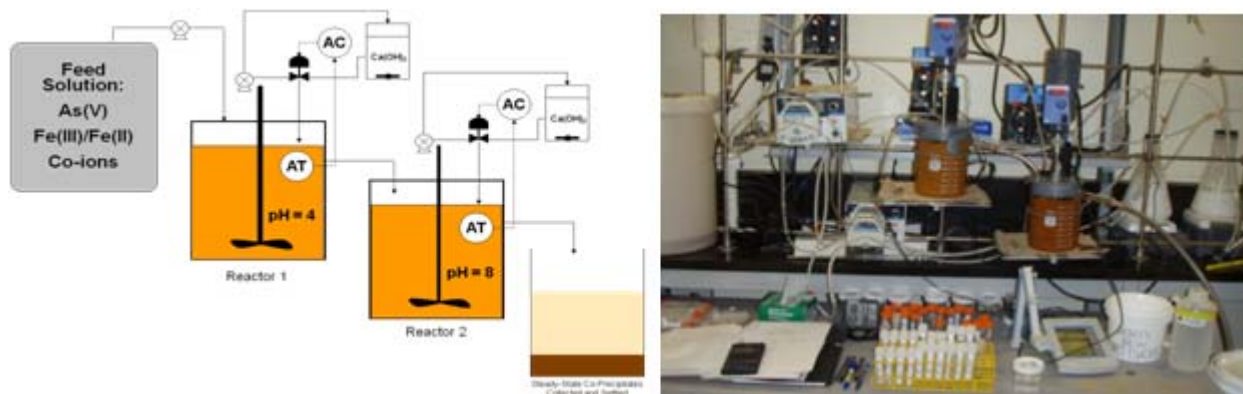 Feed
Solution:
As(V)
Fe(III)/Fe(II)
Co-ions
AC
Ca(OH)₂
AT
pH = 4
Reactor 1
AC
Ca(OH)₂
AT
pH = 8
Reactor 2
Steady-State Co-Precipitates
Collected and Settled